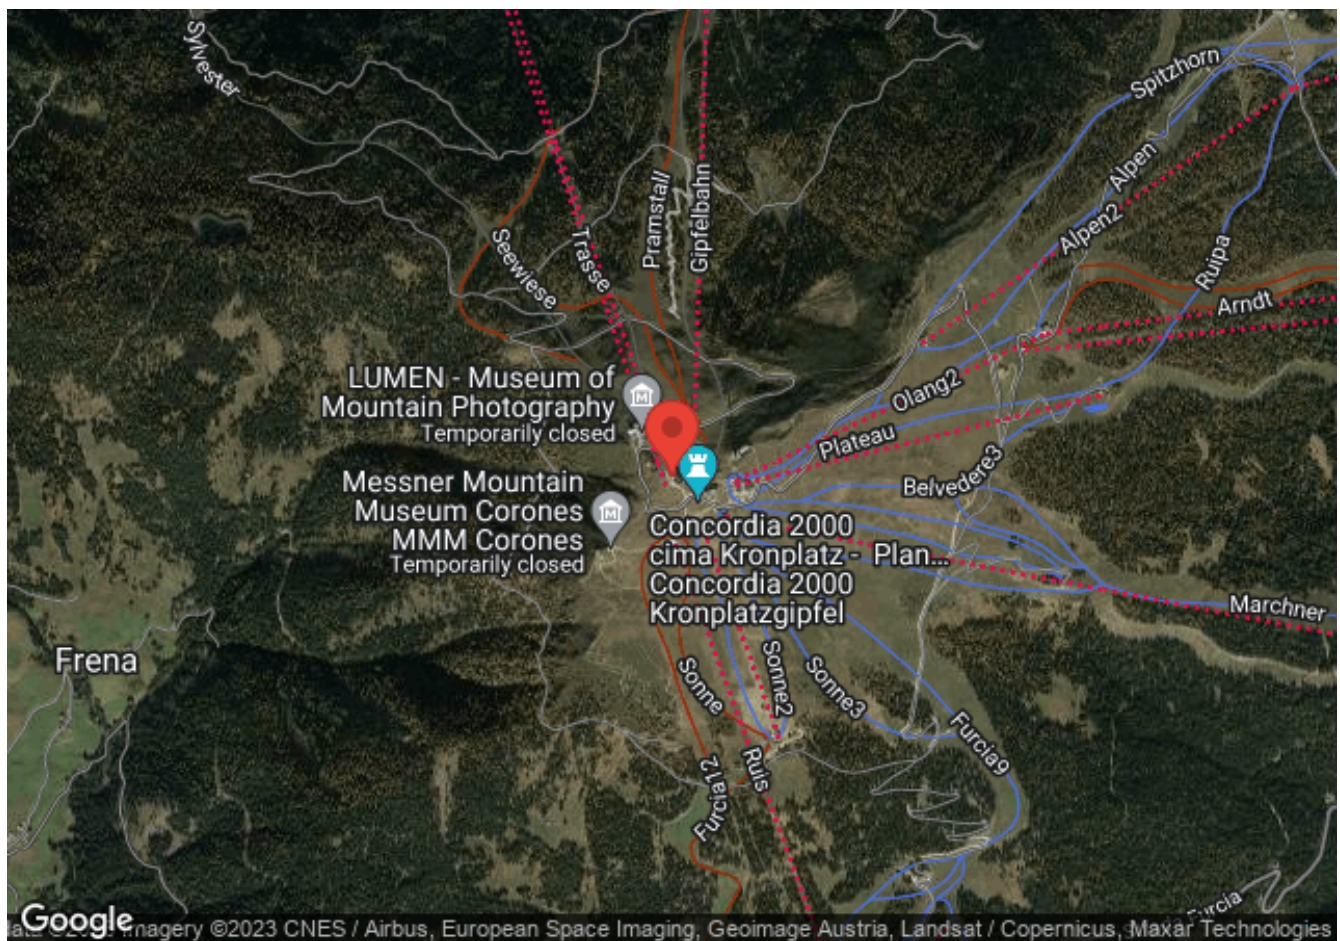 Sylvester
Spitzhorn
Alpen
Alpen2
Pramstall
Gipfelbahn
Trasse
Seewiese
Ruipa
Arndt
LUMEN - Museum of
Mountain Photography
Temporarily closed
Olang2
Plateau
Belvedere3
Messner Mountain
Museum Corones
MMM Corones
Temporarily closed
Concordia 2000
cima Kronplatz - Plan...
Concordia 2000
Kronplatzgipfel
Marchner
Frena
Sonne
Sonne2
Sonne3
Furcia9
Furcia12
Ruis
Furcia
Google
Imagery ©2023 CNES / Airbus, European Space Imaging, Geoimage Austria, Landsat / Copernicus, Maxar Technologies